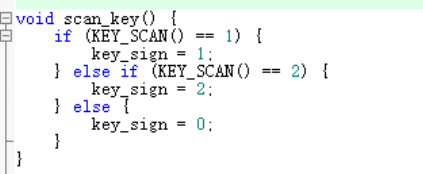 void scan_key() {
    if (KEY_SCAN() == 1) {
        key_sign = 1;
    } else if (KEY_SCAN() == 2) {
        key_sign = 2;
    } else {
        key_sign = 0;
    }
}